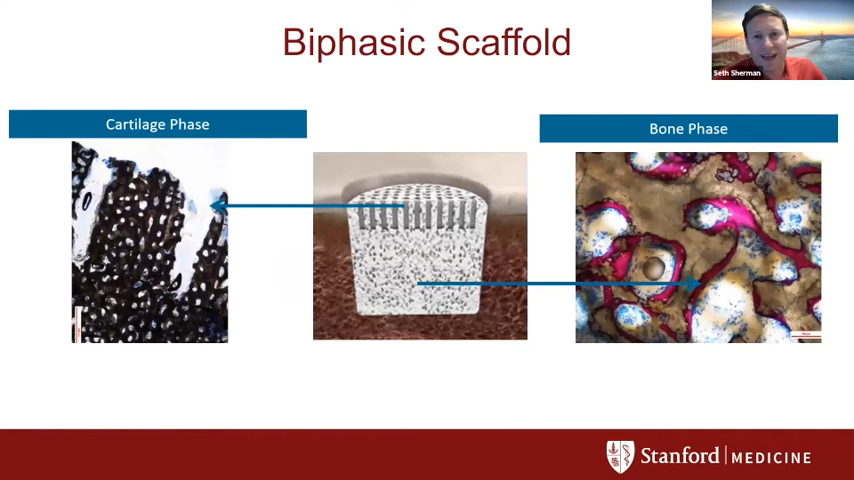 Biphasic Scaffold
Seth Sherman
Cartilage Phase
Bone Phase
Stanford MEDICINE